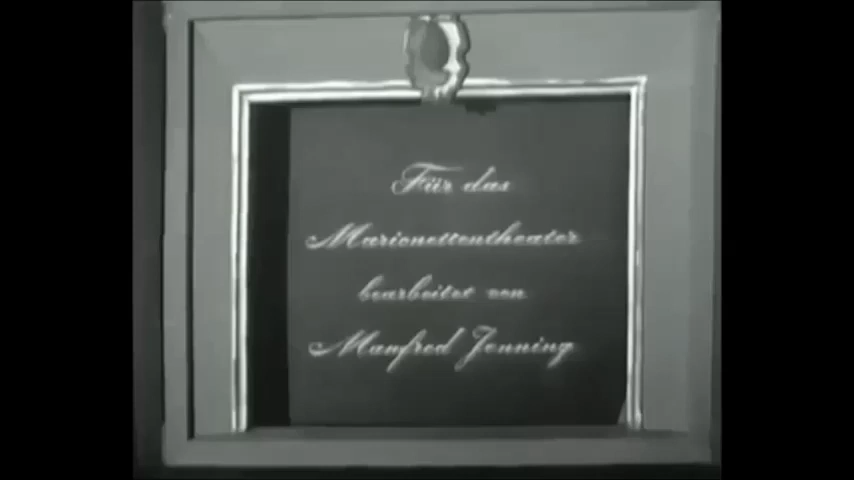 Für das
Marionettentheater
bearbeitet von
Manfred Jenning